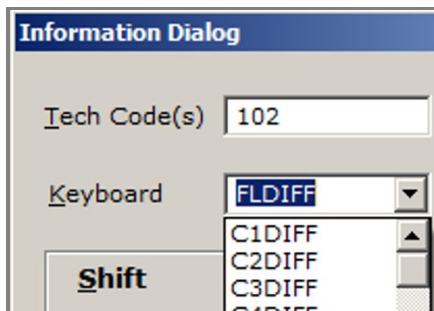 Information Dialog
Tech Code(s) 102
Keyboard FLDIFF
C1DIFF
C2DIFF
Shift
C3DIFF